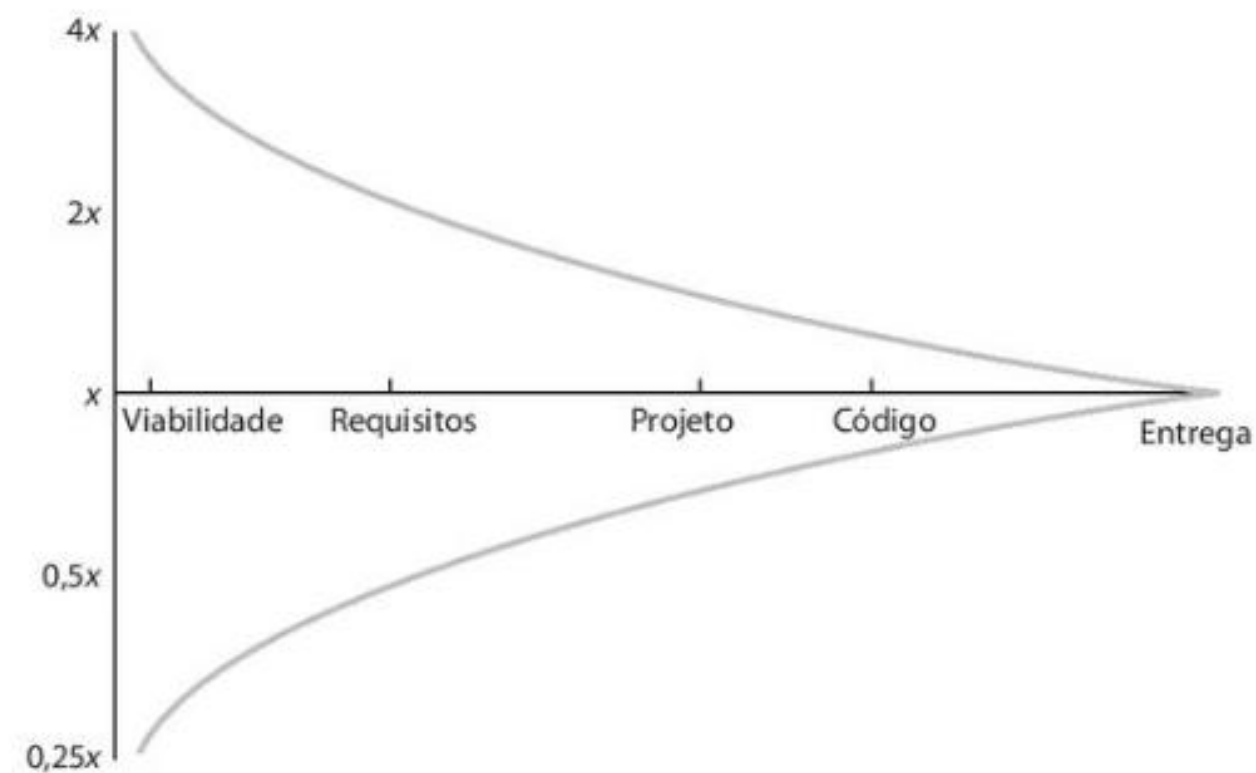 4x
2x
x
Viabilidade Requisitos Projeto Código Entrega
0,5x
0,25x